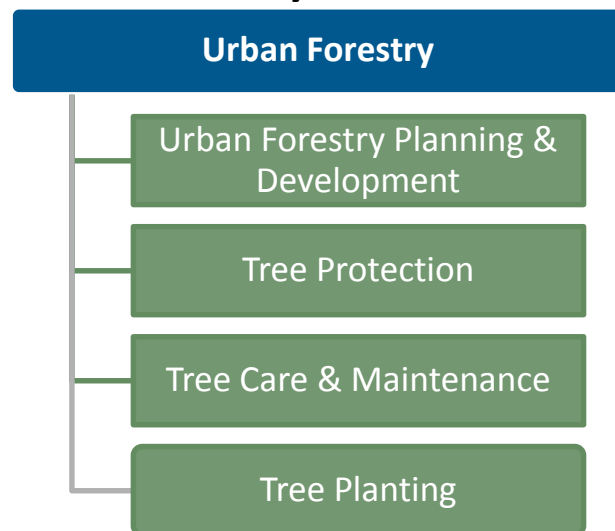 Urban Forestry
Urban Forestry Planning &
Development
Tree Protection
Tree Care & Maintenance
Tree Planting